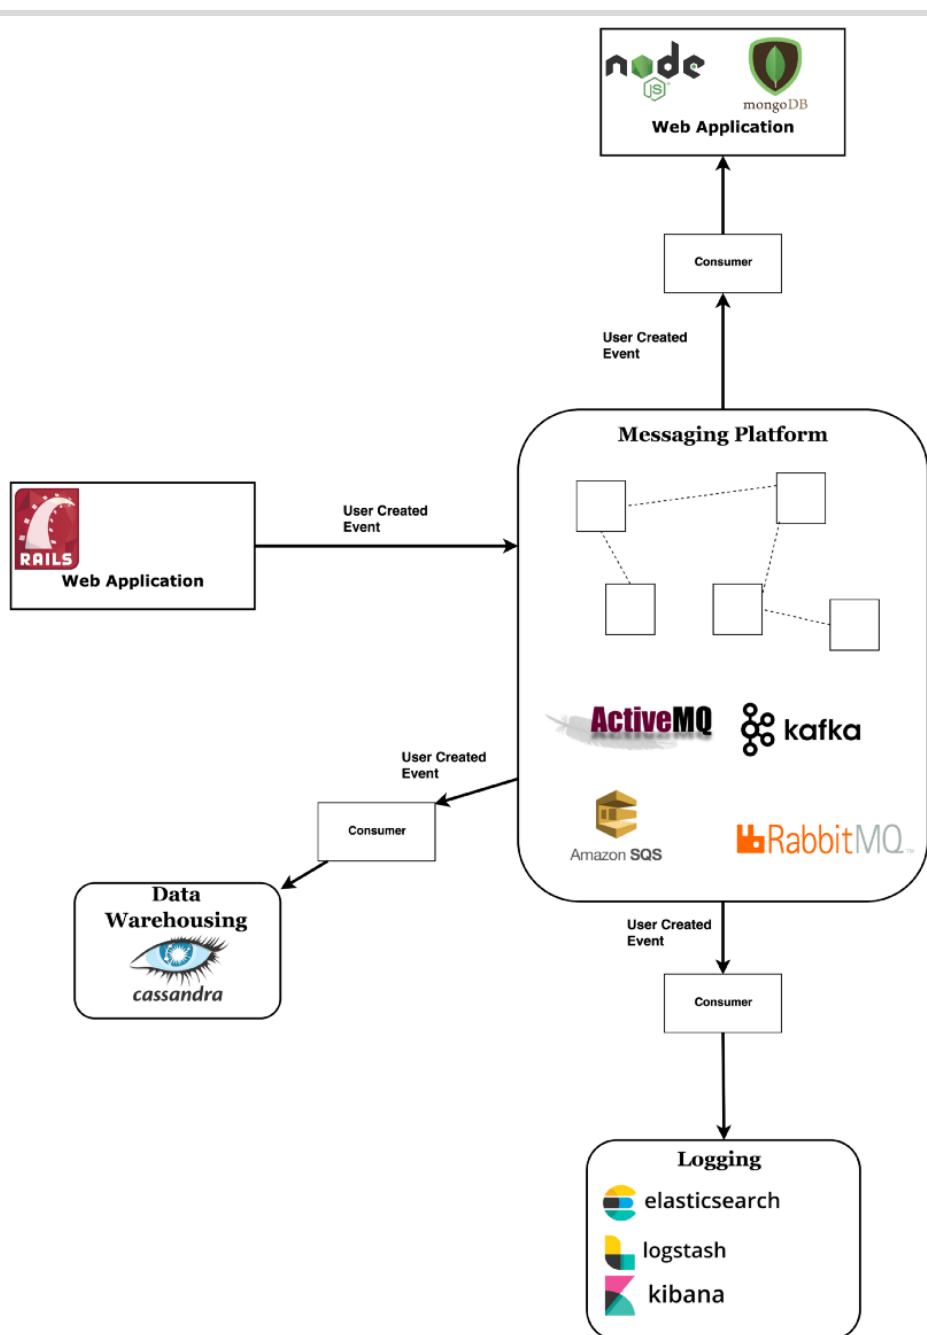 node
JS
mongoDB
Web Application
Consumer
User Created
Event
Messaging Platform
RAILS
Web Application
User Created
Event
ActiveMQ
kafka
Amazon SQS
RabbitMQ™
User Created
Event
Consumer
Data
Warehousing
cassandra
User Created
Event
Consumer
Logging
elasticsearch
logstash
kibana